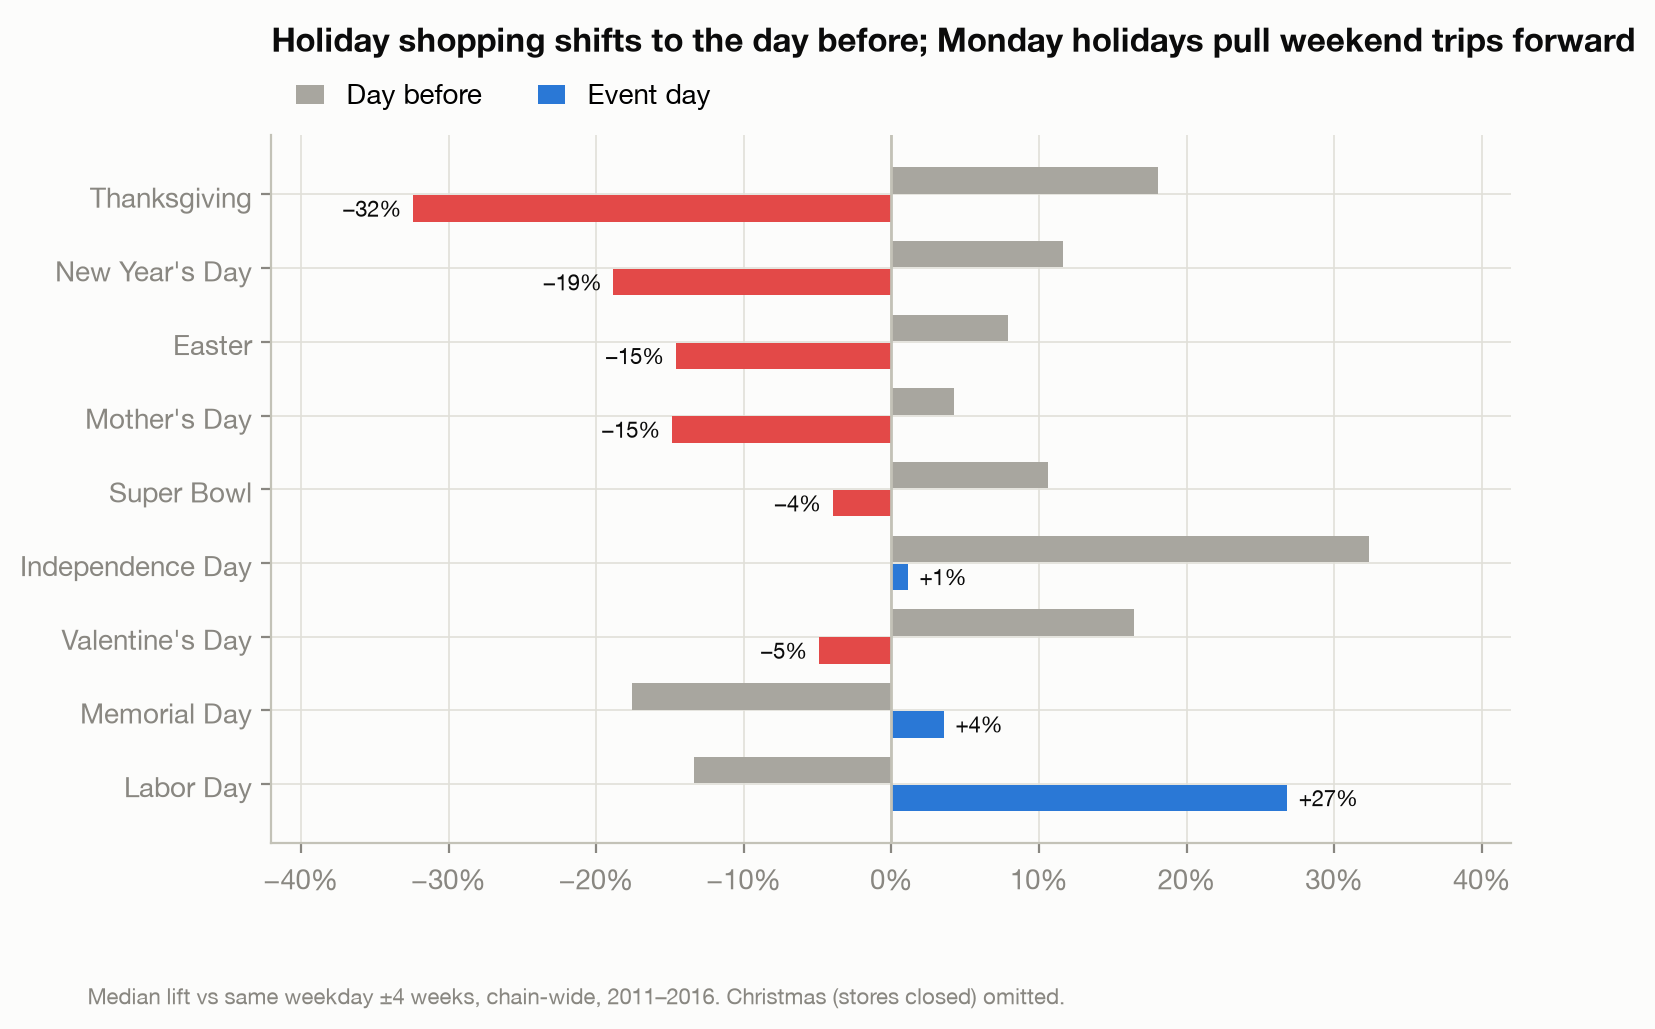 Holiday shopping shifts to the day before; Monday holidays pull weekend trips forward
Day before
Event day
Thanksgiving
−32%
New Year's Day
−19%
Easter
−15%
Mother's Day
−15%
Super Bowl
−4%
Independence Day
+1%
Valentine's Day
−5%
Memorial Day
+4%
Labor Day
+27%
−40%
−30%
−20%
−10%
0%
10%
20%
30%
40%
Median lift vs same weekday ±4 weeks, chain-wide, 2011–2016. Christmas (stores closed) omitted.